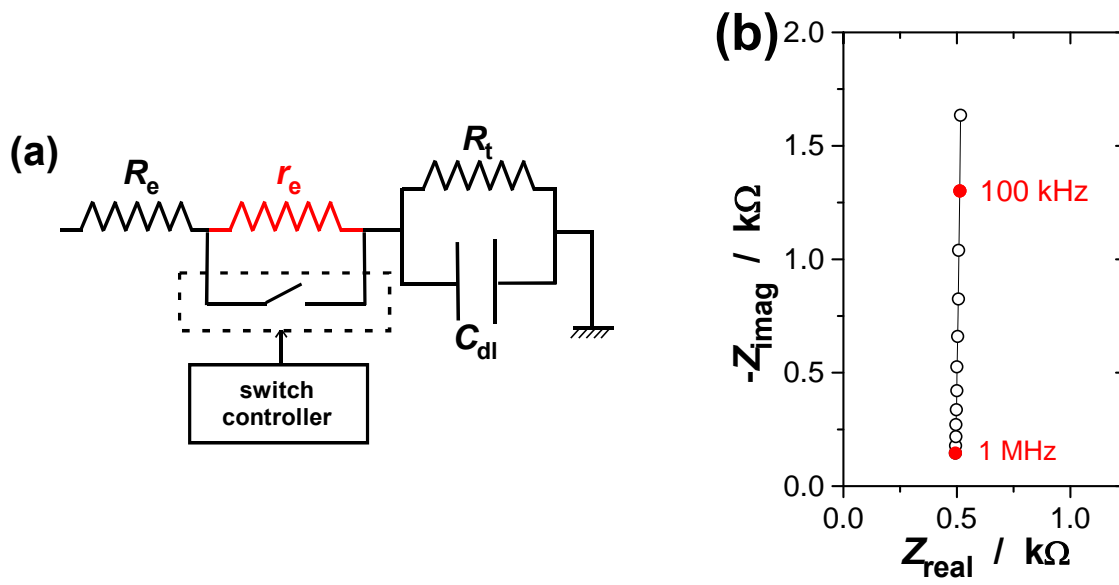 (a)
Re
re
Rt
Cdl
switch
controller
(b)
2.0
1.5
1.0
0.5
0.0
-Zimag / kΩ
100 kHz
1 MHz
0.0
0.5
1.0
Zreal / kΩ